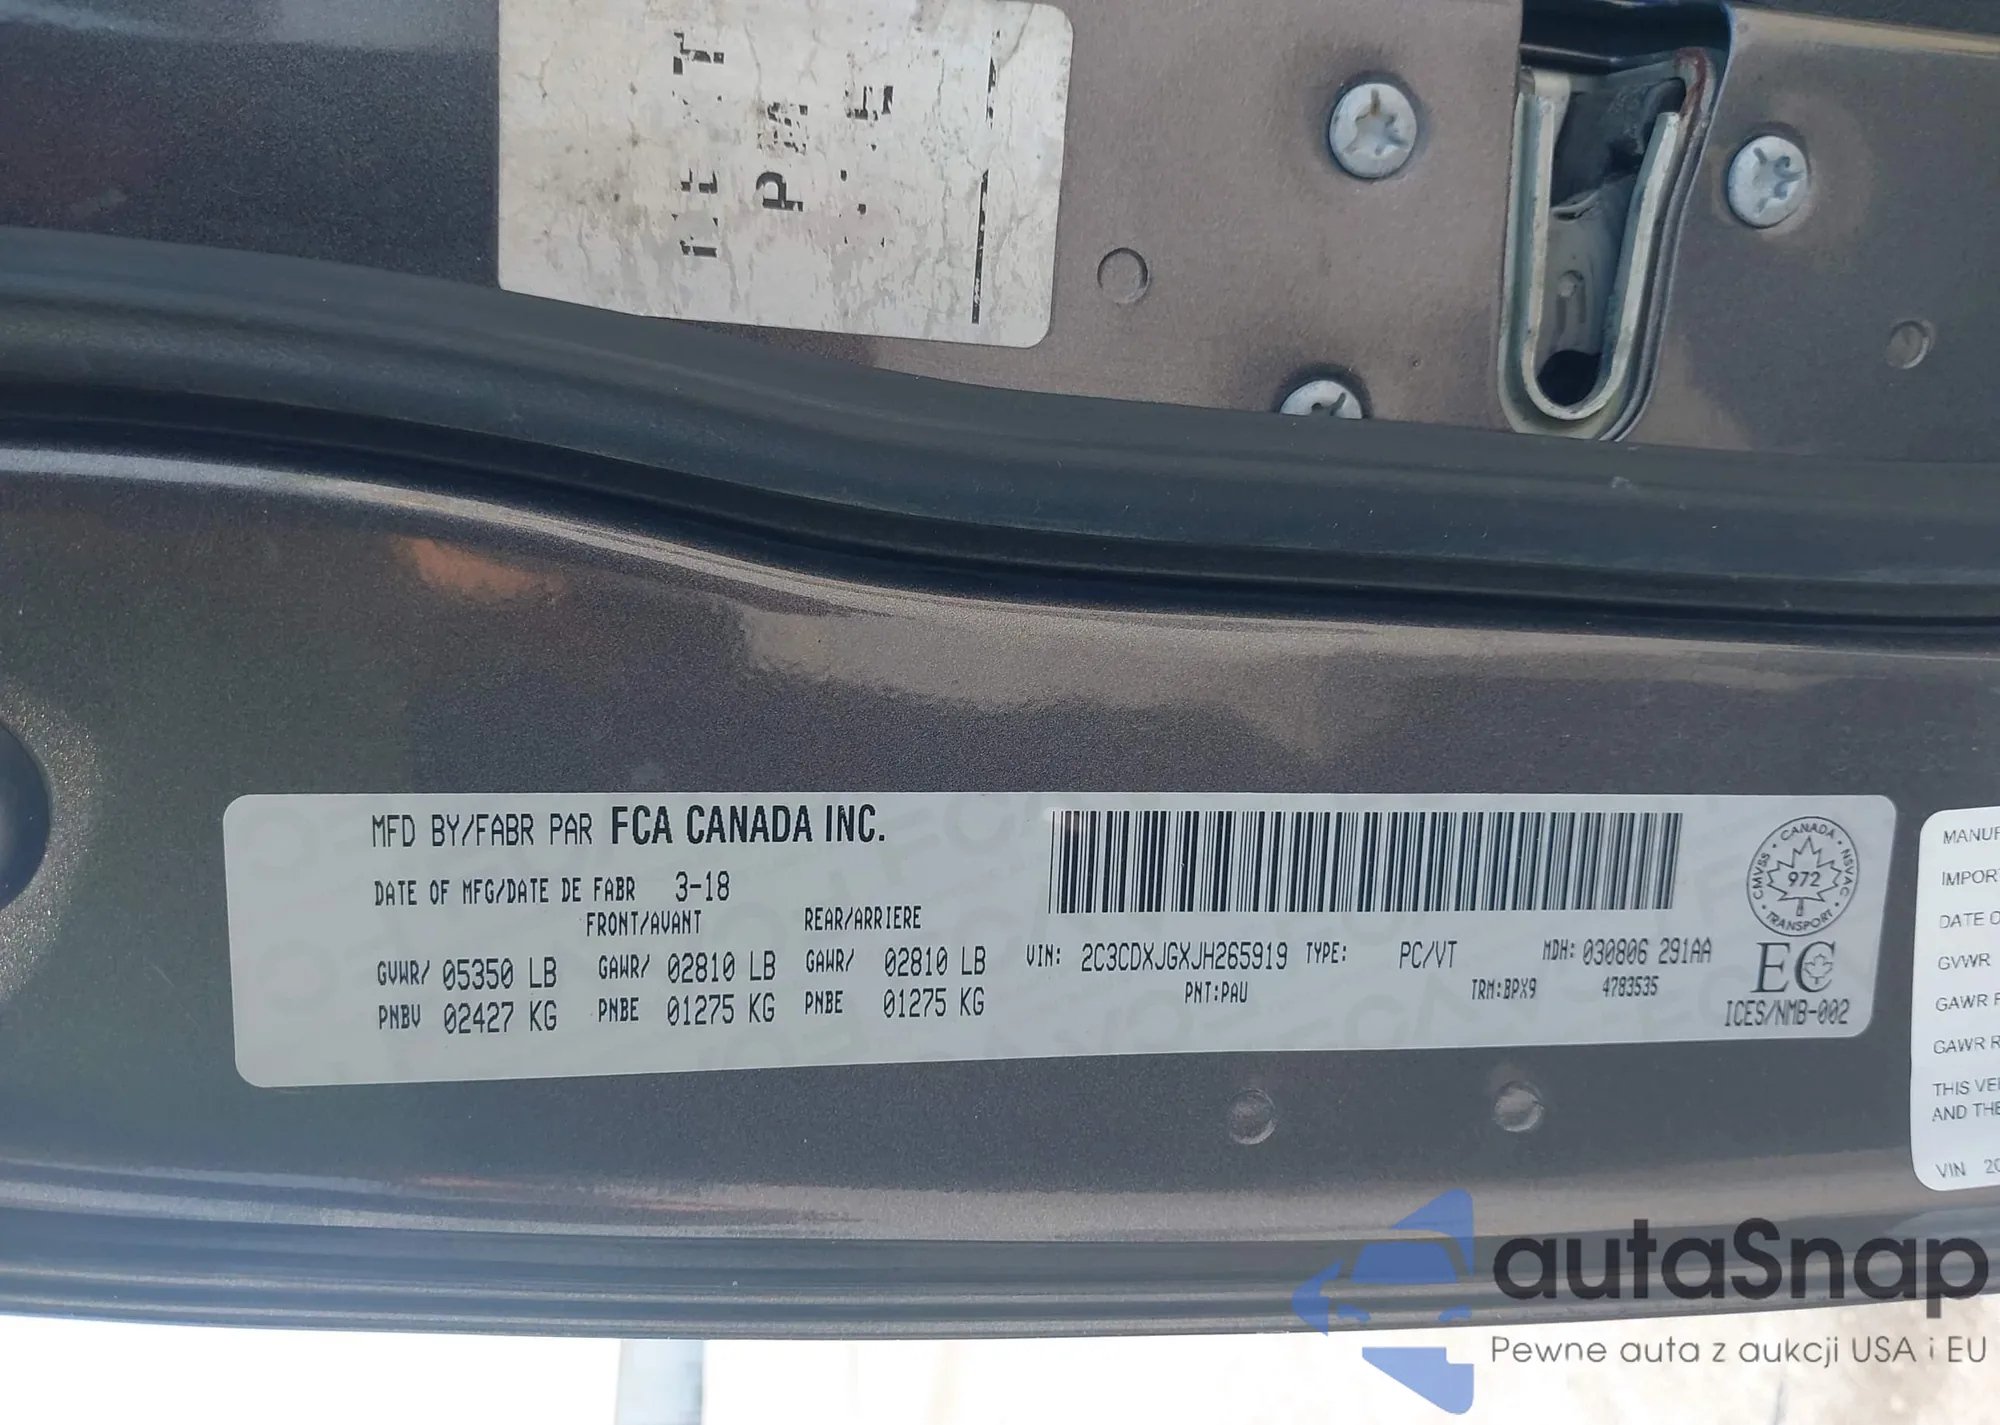 MFD BY/FABR PAR FCA CANADA INC.
DATE OF MFG/DATE DE FABR 3-18
FRONT/AVANT REAR/ARRIERE
GVWR/ 05350 LB GAWR/ 02810 LB GAWR/ 02810 LB
PNBV 02427 KG PNBE 01275 KG PNBE 01275 KG
VIN: 2C3CDXJGXJH265919 TYPE: PC/VT MDH: 030806 291AA
PNT:PAU TRM:BPX9 4783535
CANADA
CMVSS NSVAC
972
TRANSPORT
EC
ICES/NMB-002
MANUF
IMPORT
DATE O
GVWR
GAWR F
GAWR R
THIS VE
AND THE
VIN 2C
autaSnap
Pewne auta z aukcji USA i EU